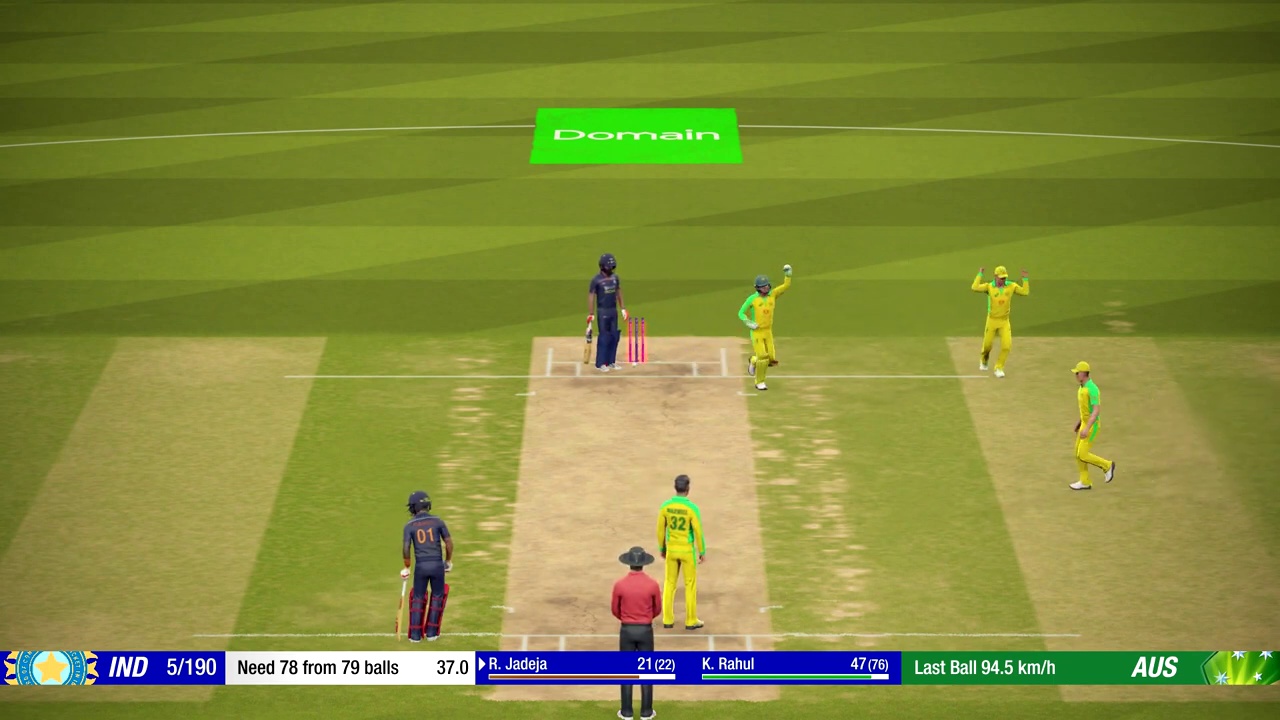 Domain
01
32
IND 5/190 Need 78 from 79 balls 37.0 R. Jadeja 21 (22) K. Rahul 47 (76) Last Ball 94.5 km/h AUS